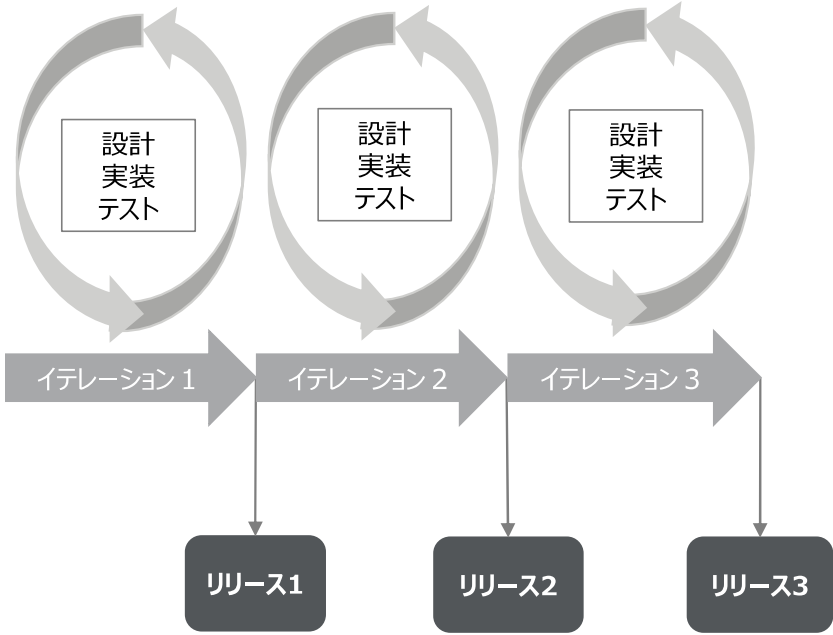 設計
実装
テスト
設計
実装
テスト
設計
実装
テスト
イテレーション 1
イテレーション 2
イテレーション 3
リリース1
リリース2
リリース3